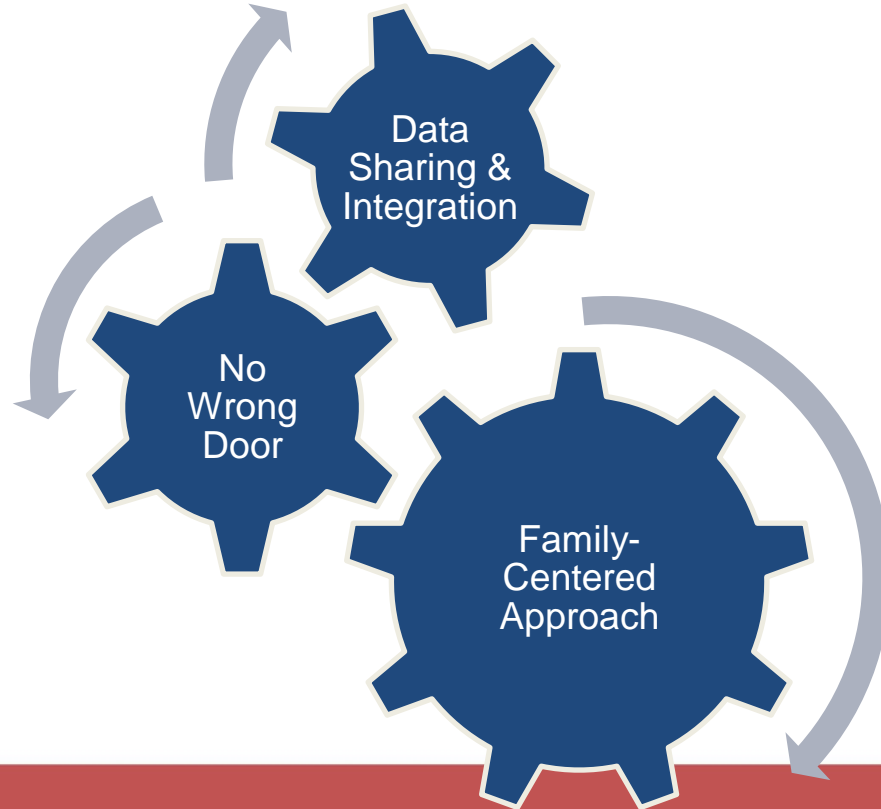 Data
Sharing &
Integration
No
Wrong
Door
Family-
Centered
Approach